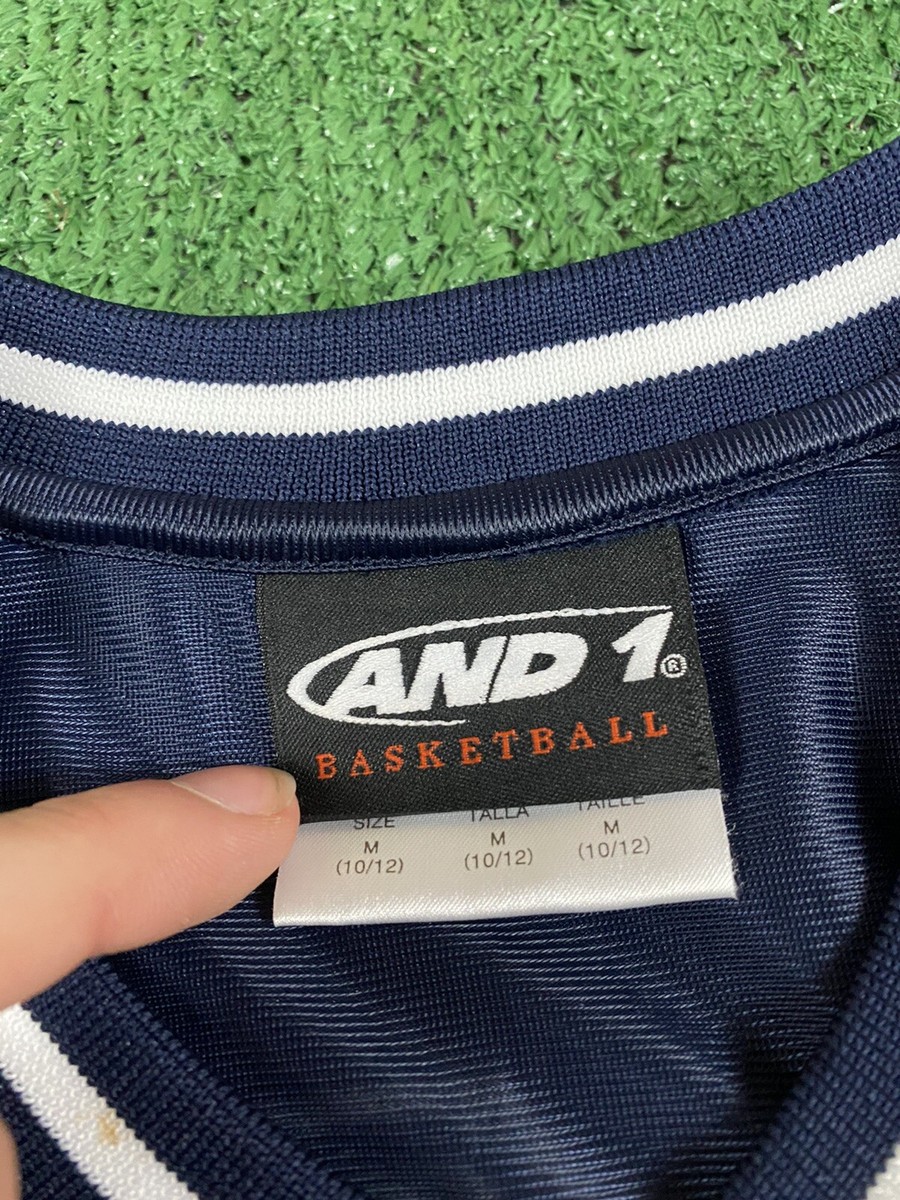 AND 1®
BASKETBALL
SIZE TALLA TAILLE
M M M
(10/12) (10/12) (10/12)